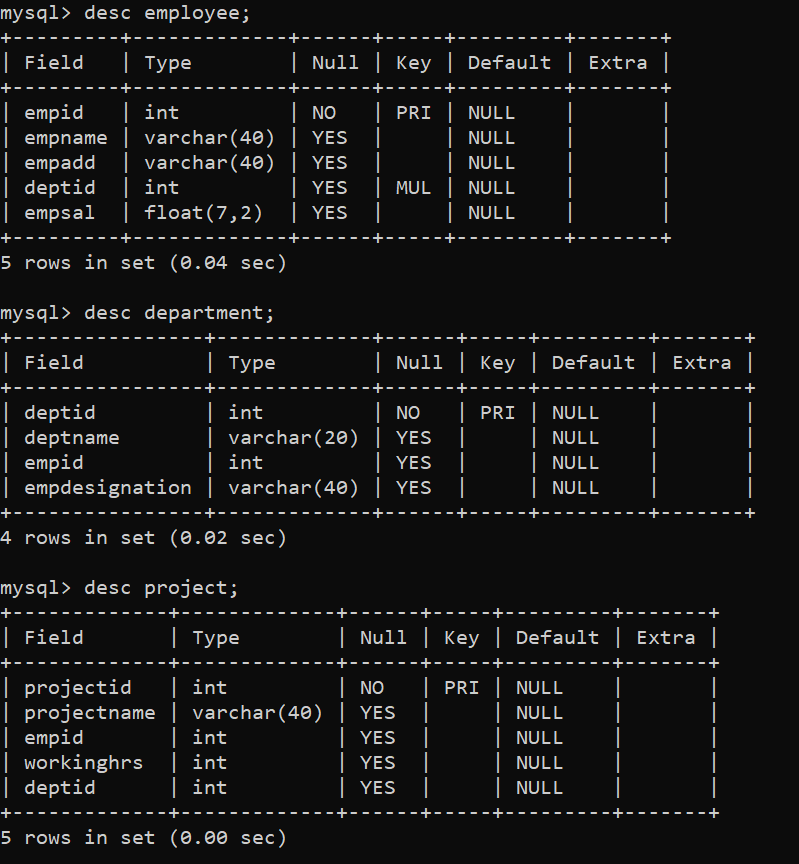 mysql> desc employee;
+---------+-------------+------+-----+---------+-------+
| Field   | Type        | Null | Key | Default | Extra |
+---------+-------------+------+-----+---------+-------+
| empid   | int         | NO   | PRI | NULL    |       |
| empname | varchar(40) | YES  |     | NULL    |       |
| empadd  | varchar(40) | YES  |     | NULL    |       |
| deptid  | int         | YES  | MUL | NULL    |       |
| empsal  | float(7,2)  | YES  |     | NULL    |       |
+---------+-------------+------+-----+---------+-------+
5 rows in set (0.04 sec)

mysql> desc department;
+----------------+-------------+------+-----+---------+-------+
| Field          | Type        | Null | Key | Default | Extra |
+----------------+-------------+------+-----+---------+-------+
| deptid         | int         | NO   | PRI | NULL    |       |
| deptname       | varchar(20) | YES  |     | NULL    |       |
| empid          | int         | YES  |     | NULL    |       |
| empdesignation | varchar(40) | YES  |     | NULL    |       |
+----------------+-------------+------+-----+---------+-------+
4 rows in set (0.02 sec)

mysql> desc project;
+-------------+-------------+------+-----+---------+-------+
| Field       | Type        | Null | Key | Default | Extra |
+-------------+-------------+------+-----+---------+-------+
| projectid   | int         | NO   | PRI | NULL    |       |
| projectname | varchar(40) | YES  |     | NULL    |       |
| empid       | int         | YES  |     | NULL    |       |
| workinghrs  | int         | YES  |     | NULL    |       |
| deptid      | int         | YES  |     | NULL    |       |
+-------------+-------------+------+-----+---------+-------+
5 rows in set (0.00 sec)